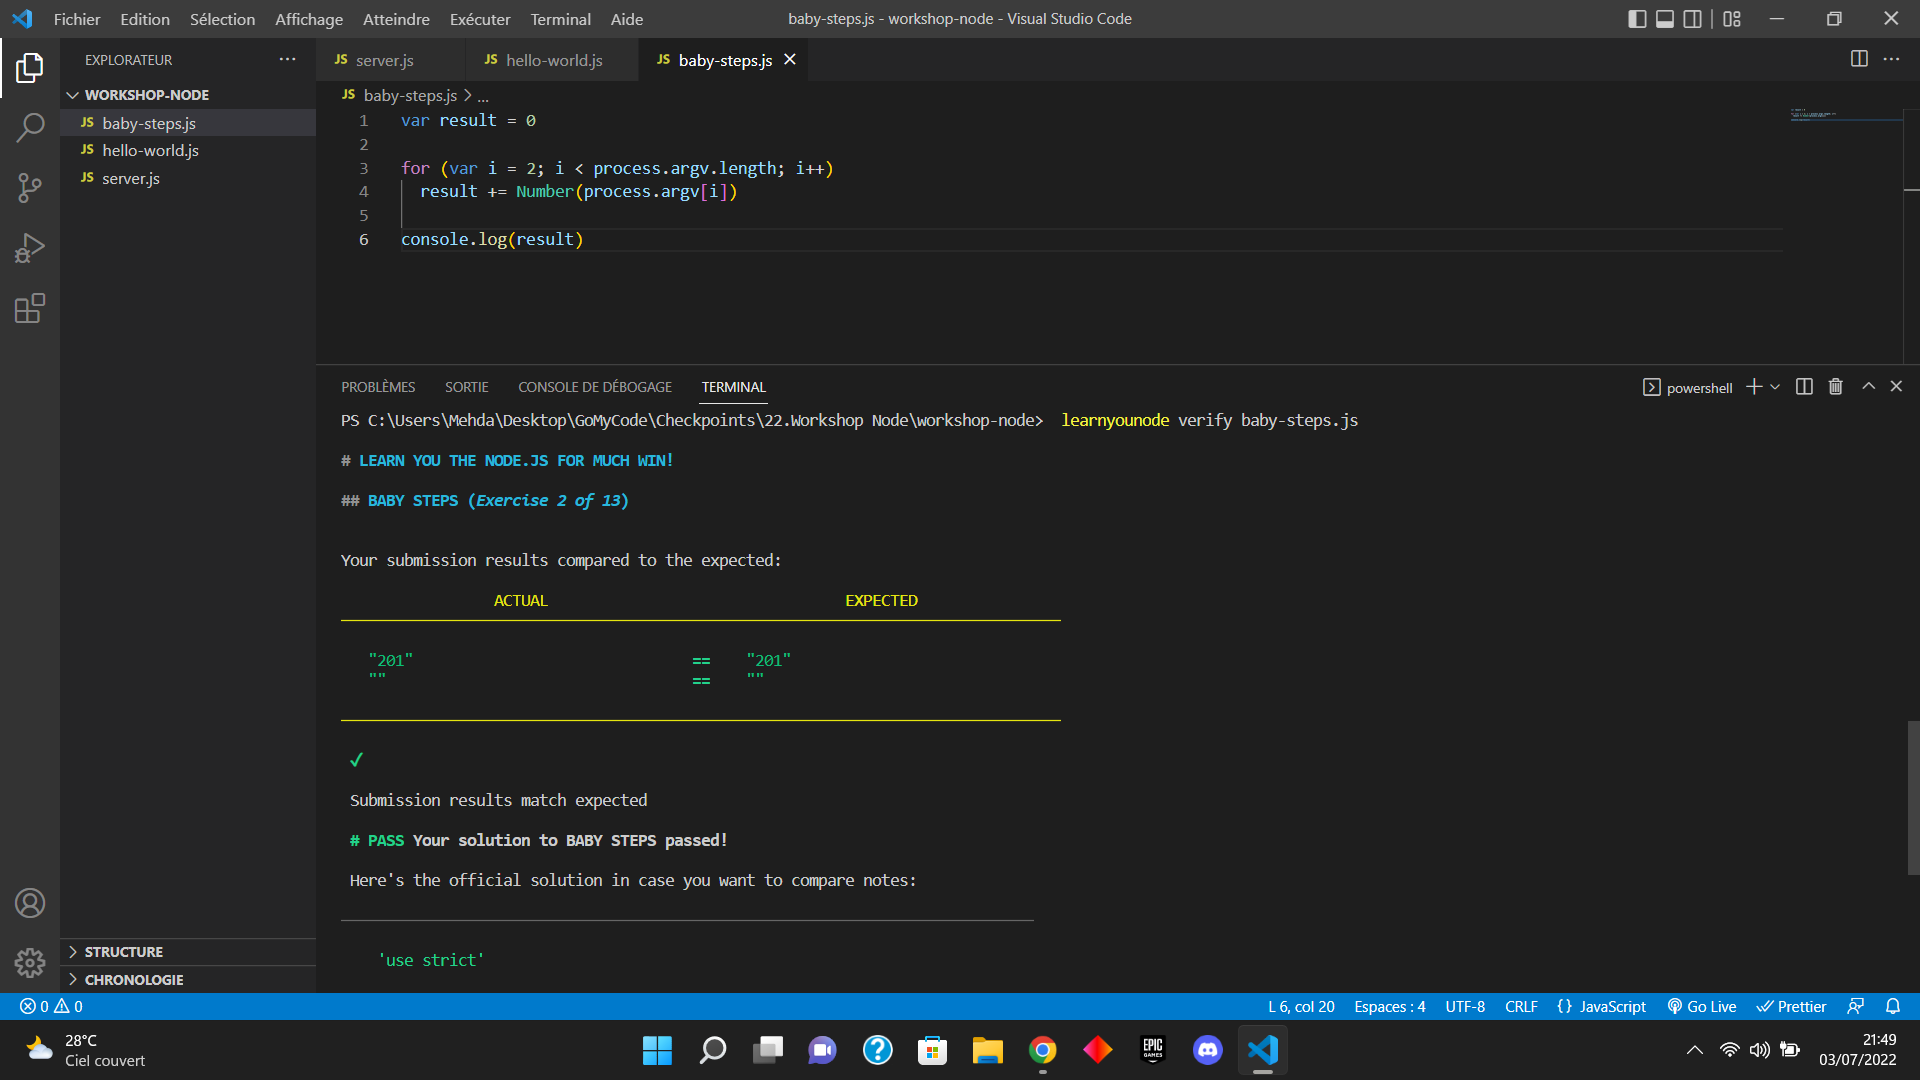 Fichier Edition Sélection Affichage Atteindre Exécuter Terminal Aide
baby-steps.js - workshop-node - Visual Studio Code
EXPLORATEUR
WORKSHOP-NODE
JS baby-steps.js
JS hello-world.js
JS server.js
JS server.js JS hello-world.js JS baby-steps.js
JS baby-steps.js > ...
1 var result = 0
2
3 for (var i = 2; i < process.argv.length; i++)
4 result += Number(process.argv[i])
5
6 console.log(result)
PROBLÈMES SORTIE CONSOLE DE DÉBOGAGE TERMINAL
powershell
PS C:\Users\Mehda\Desktop\GoMyCode\Checkpoints\22.Workshop Node\workshop-node> learnyounode verify baby-steps.js
# LEARN YOU THE NODE.JS FOR MUCH WIN!
## BABY STEPS (Exercise 2 of 13)
Your submission results compared to the expected:
ACTUAL EXPECTED
"201" == "201"
"" == ""
✓
Submission results match expected
# PASS Your solution to BABY STEPS passed!
Here's the official solution in case you want to compare notes:
'use strict'
STRUCTURE
CHRONOLOGIE
0 0
L 6, col 20 Espaces : 4 UTF-8 CRLF {} JavaScript Go Live Prettier
28°C
Ciel couvert
EPIC
GAMES
21:49
03/07/2022